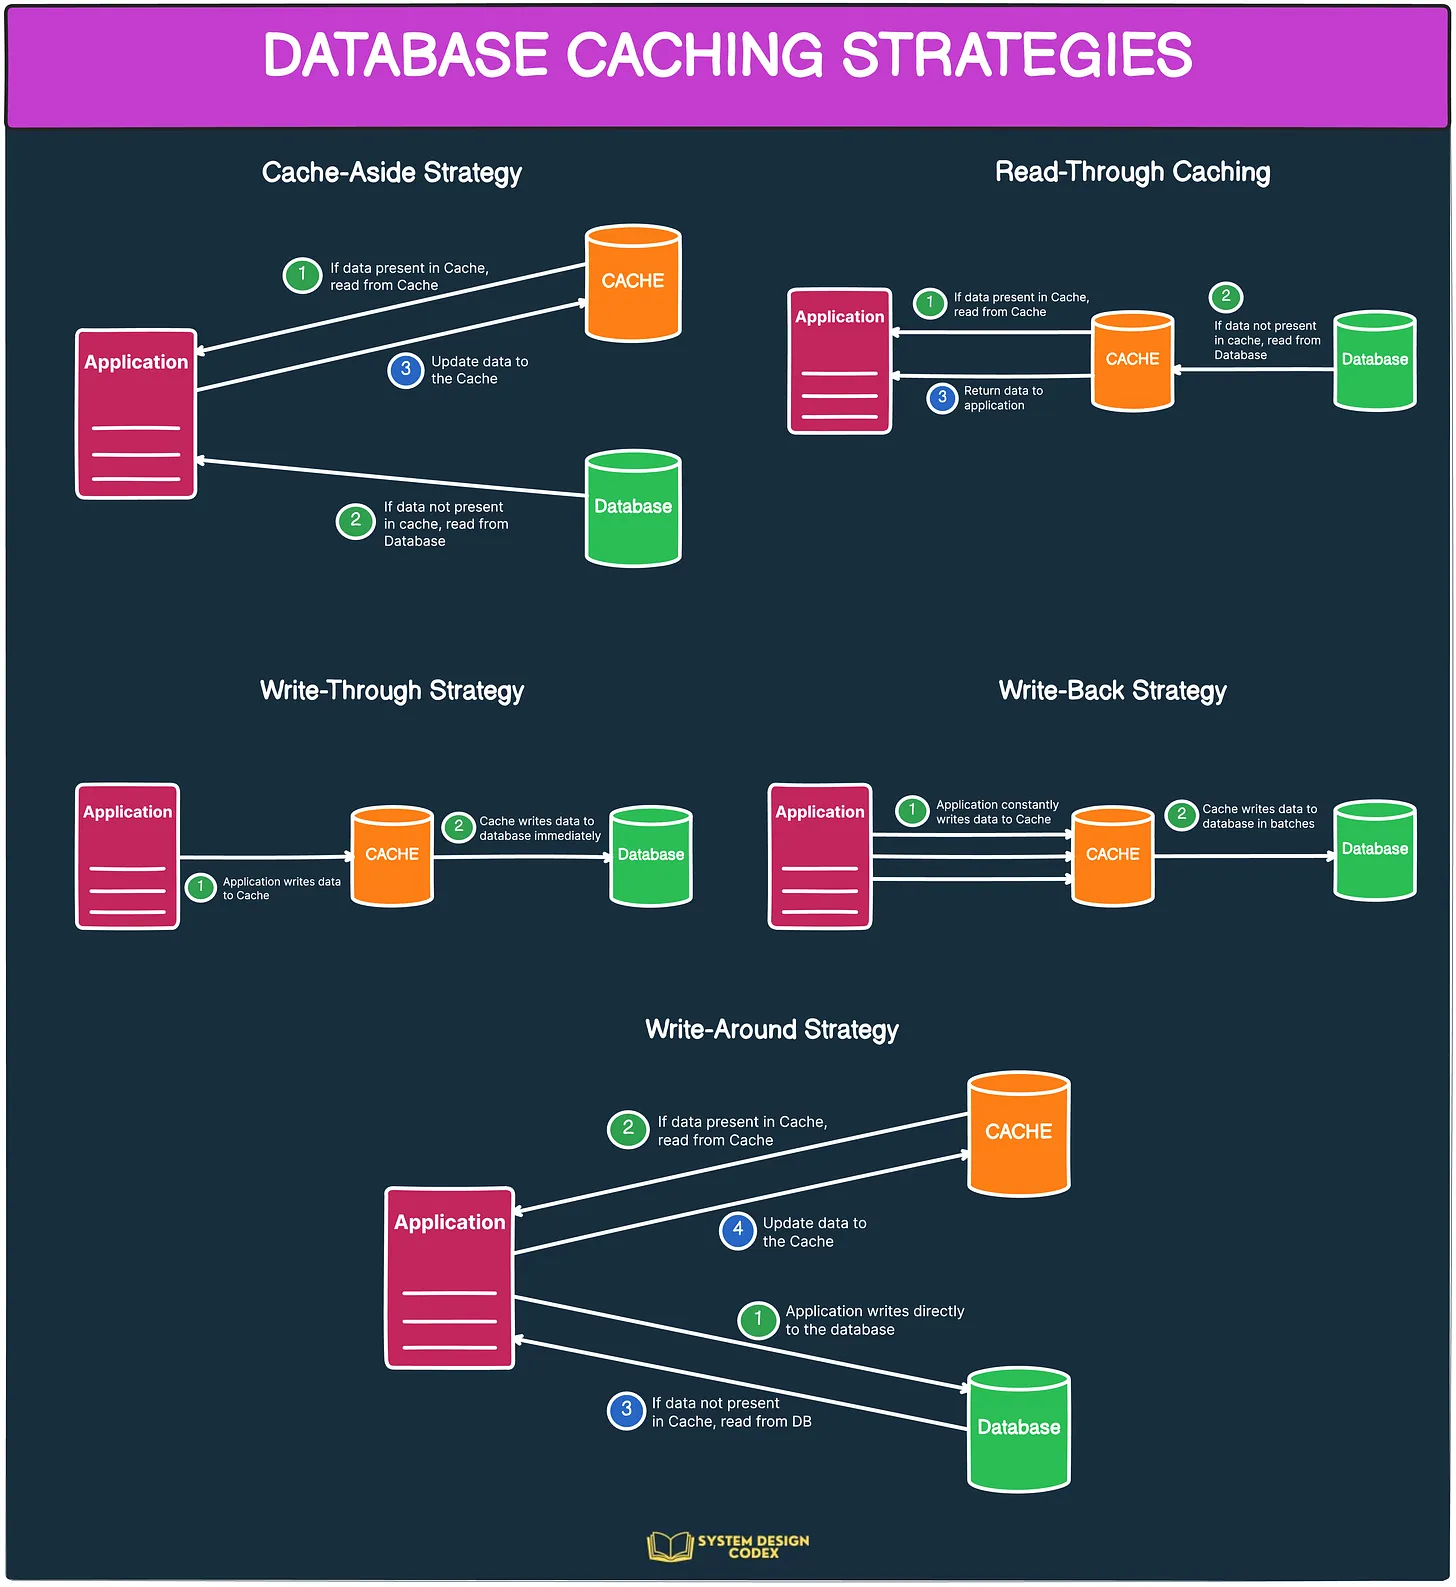 DATABASE CACHING STRATEGIES
Cache-Aside Strategy
1
If data present in Cache,
read from Cache
CACHE
Application
3
Update data to
the Cache
2
If data not present
in cache, read from
Database
Database
Read-Through Caching
Application
1
If data present in Cache,
read from Cache
2
If data not present
in cache, read from
Database
CACHE
Database
3
Return data to
application
Write-Through Strategy
Application
1
Application writes data
to Cache
CACHE
2
Cache writes data to
database immediately
Database
Write-Back Strategy
Application
1
Application constantly
writes data to Cache
CACHE
2
Cache writes data to
database in batches
Database
Write-Around Strategy
2
If data present in Cache,
read from Cache
CACHE
Application
4
Update data to
the Cache
1
Application writes directly
to the database
3
If data not present
in Cache, read from DB
Database
SYSTEM DESIGN
CODEX